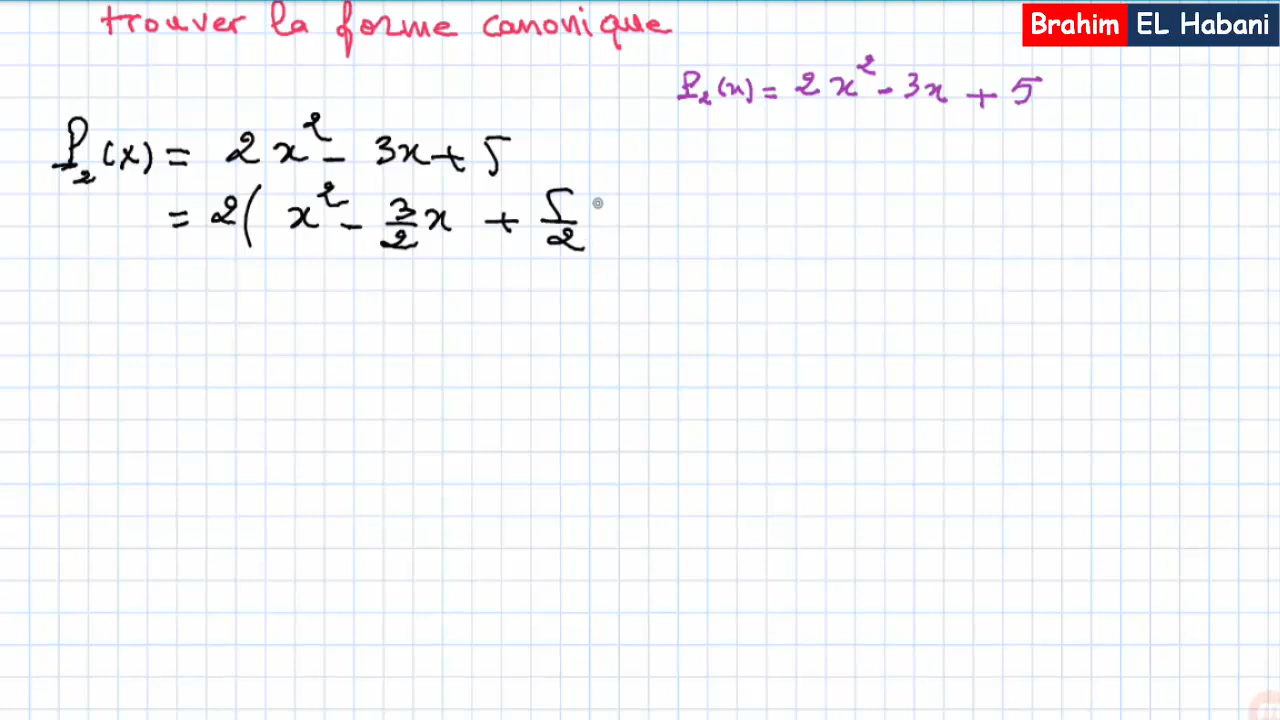 trouver la forme canonique
Brahim EL Habani
P₂(x) = 2x² - 3x + 5
P₂(x) = 2x² - 3x + 5
= 2( x² - 3/2 x + 5/2